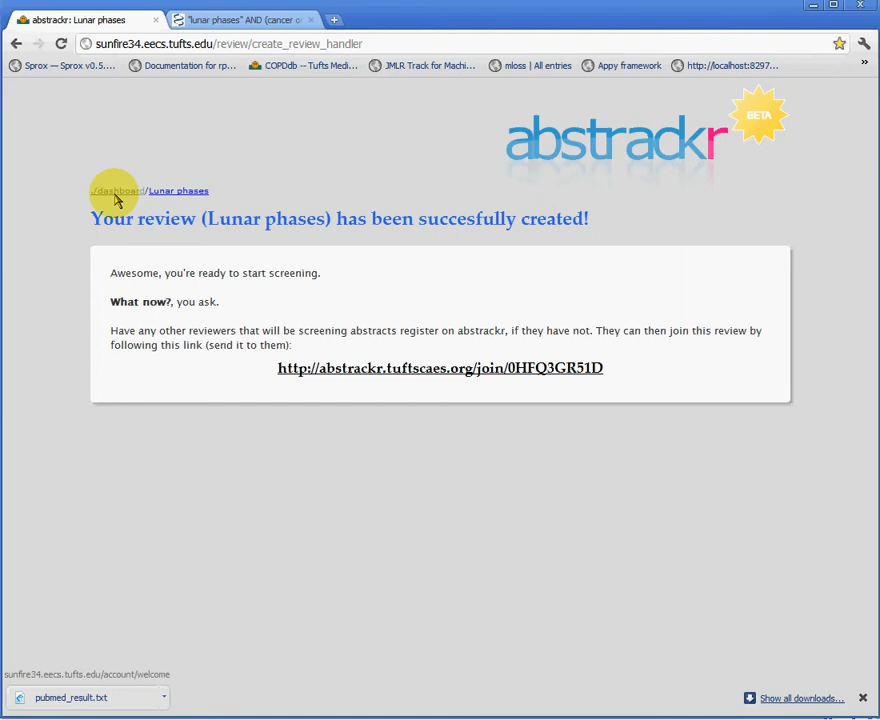 abstrackr: Lunar phases
"lunar phases" AND (cancer o
sunfire34.eecs.tufts.edu/review/create_review_handler
Sprox — Sprox v0.5....
Documentation for rp...
COPDdb — Tufts Medi...
JMLR Track for Machi...
mloss | All entries
Appy framework
http://localhost:8297...
»
abstrackr
BETA
./dashboard/Lunar phases
Your review (Lunar phases) has been succesfully created!
Awesome, you're ready to start screening.
What now?, you ask.
Have any other reviewers that will be screening abstracts register on abstrackr, if they have not. They can then join this review by
following this link (send it to them):
http://abstrackr.tuftscaes.org/join/0HFQ3GR51D
sunfire34.eecs.tufts.edu/account/welcome
pubmed_result.txt
Show all downloads...